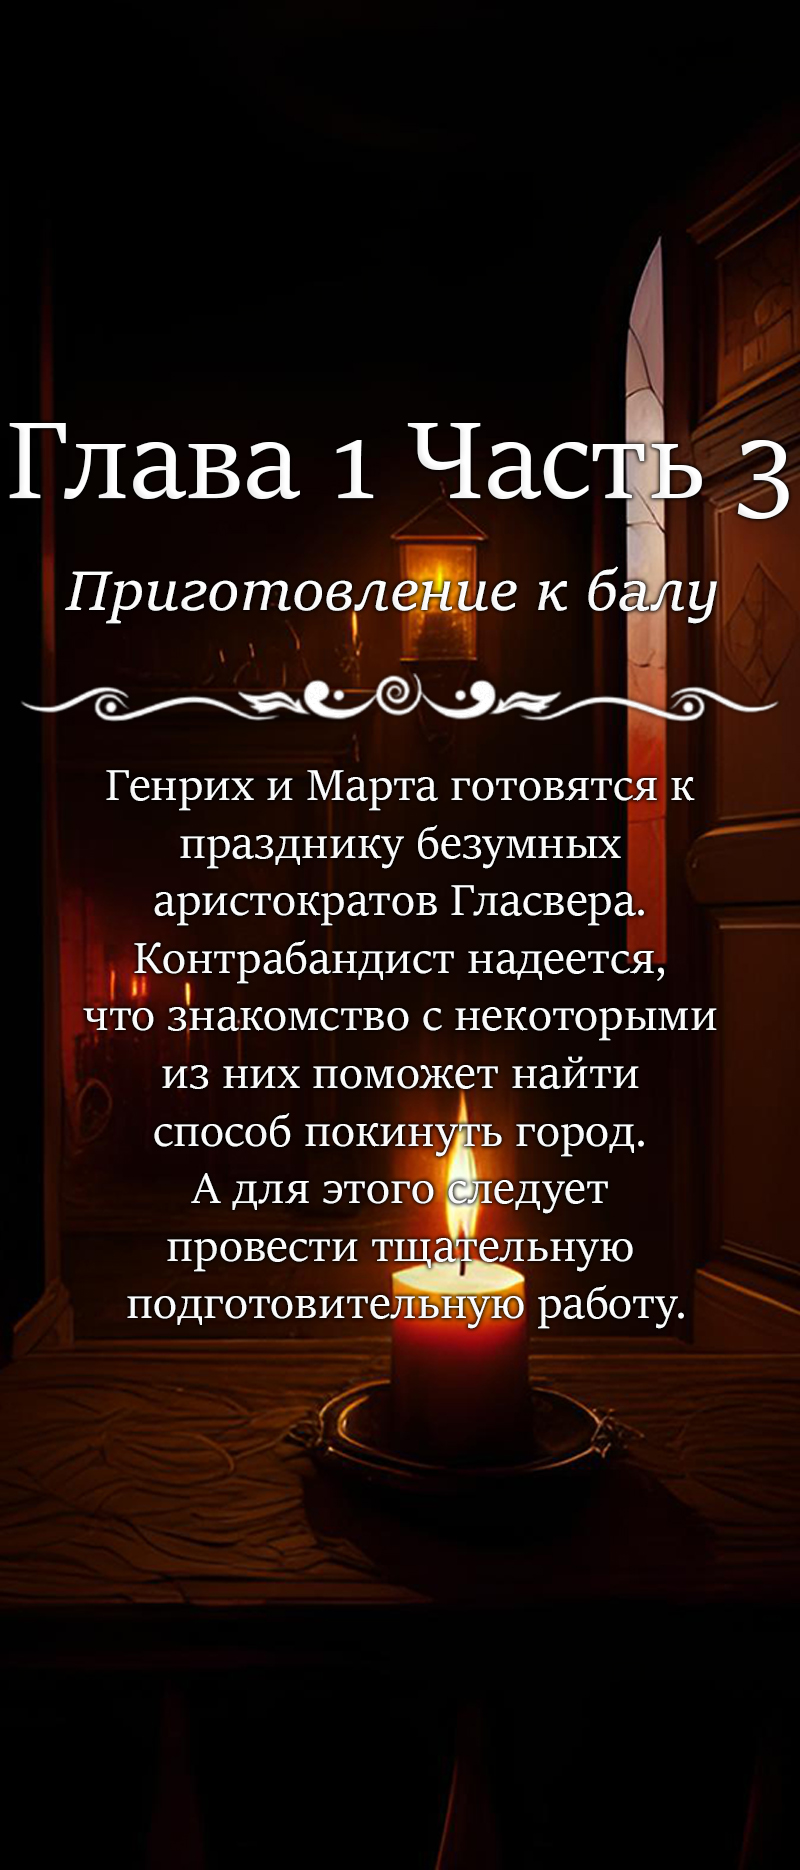 Глава 1 Часть 3
Приготовление к балу
Генрих и Марта готовятся к
празднику безумных
аристократов Гласвера.
Контрабандист надеется,
что знакомство с некоторыми
из них поможет найти
способ покинуть город.
А для этого следует
провести тщательную
подготовительную работу.